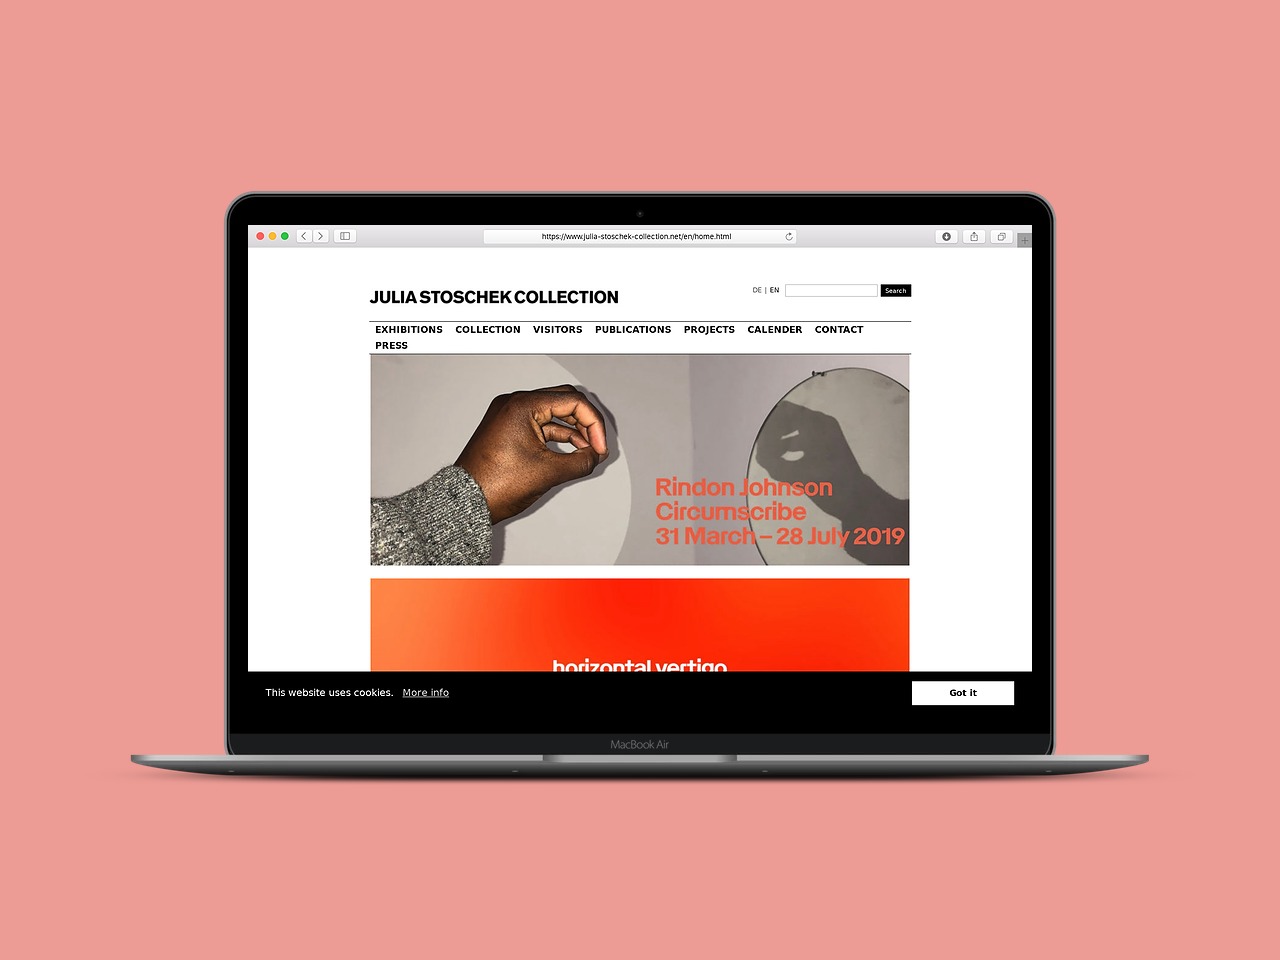 https://www.julia-stoschek-collection.net/en/home.html
JULIA STOSCHEK COLLECTION
DE | EN
Search
EXHIBITIONS COLLECTION VISITORS PUBLICATIONS PROJECTS CALENDER CONTACT
PRESS
Rindon Johnson
Circumscribe
31 March – 28 July 2019
horizontal vertigo
This website uses cookies. More info
Got it
MacBook Air